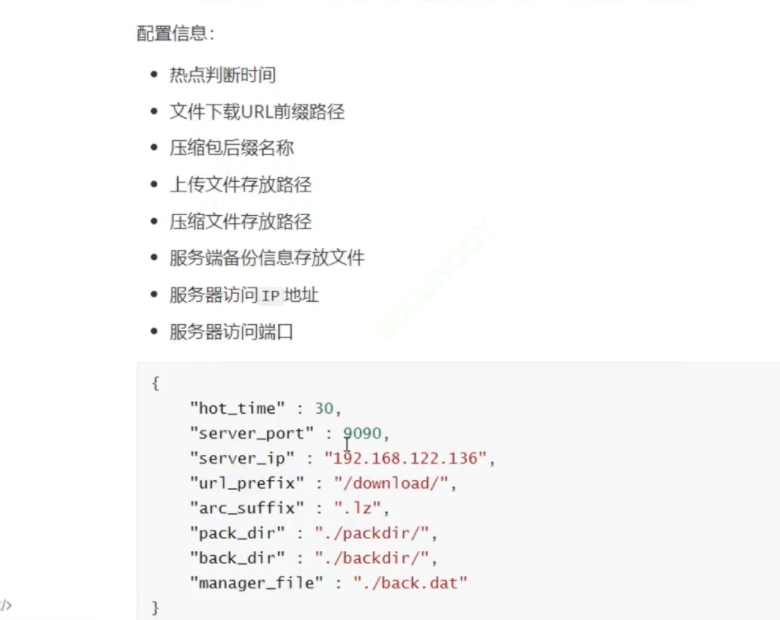 配置信息：
• 热点判断时间
• 文件下载URL前缀路径
• 压缩包后缀名称
• 上传文件存放路径
• 压缩文件存放路径
• 服务端备份信息存放文件
• 服务器访问IP地址
• 服务器访问端口
{
"hot_time" : 30,
"server_port" : 9090,
"server_ip" : "192.168.122.136",
"url_prefix" : "/download/",
"arc_suffix" : ".lz",
"pack_dir" : "./packdir/",
"back_dir" : "./backdir/",
"manager_file" : "./back.dat"
}